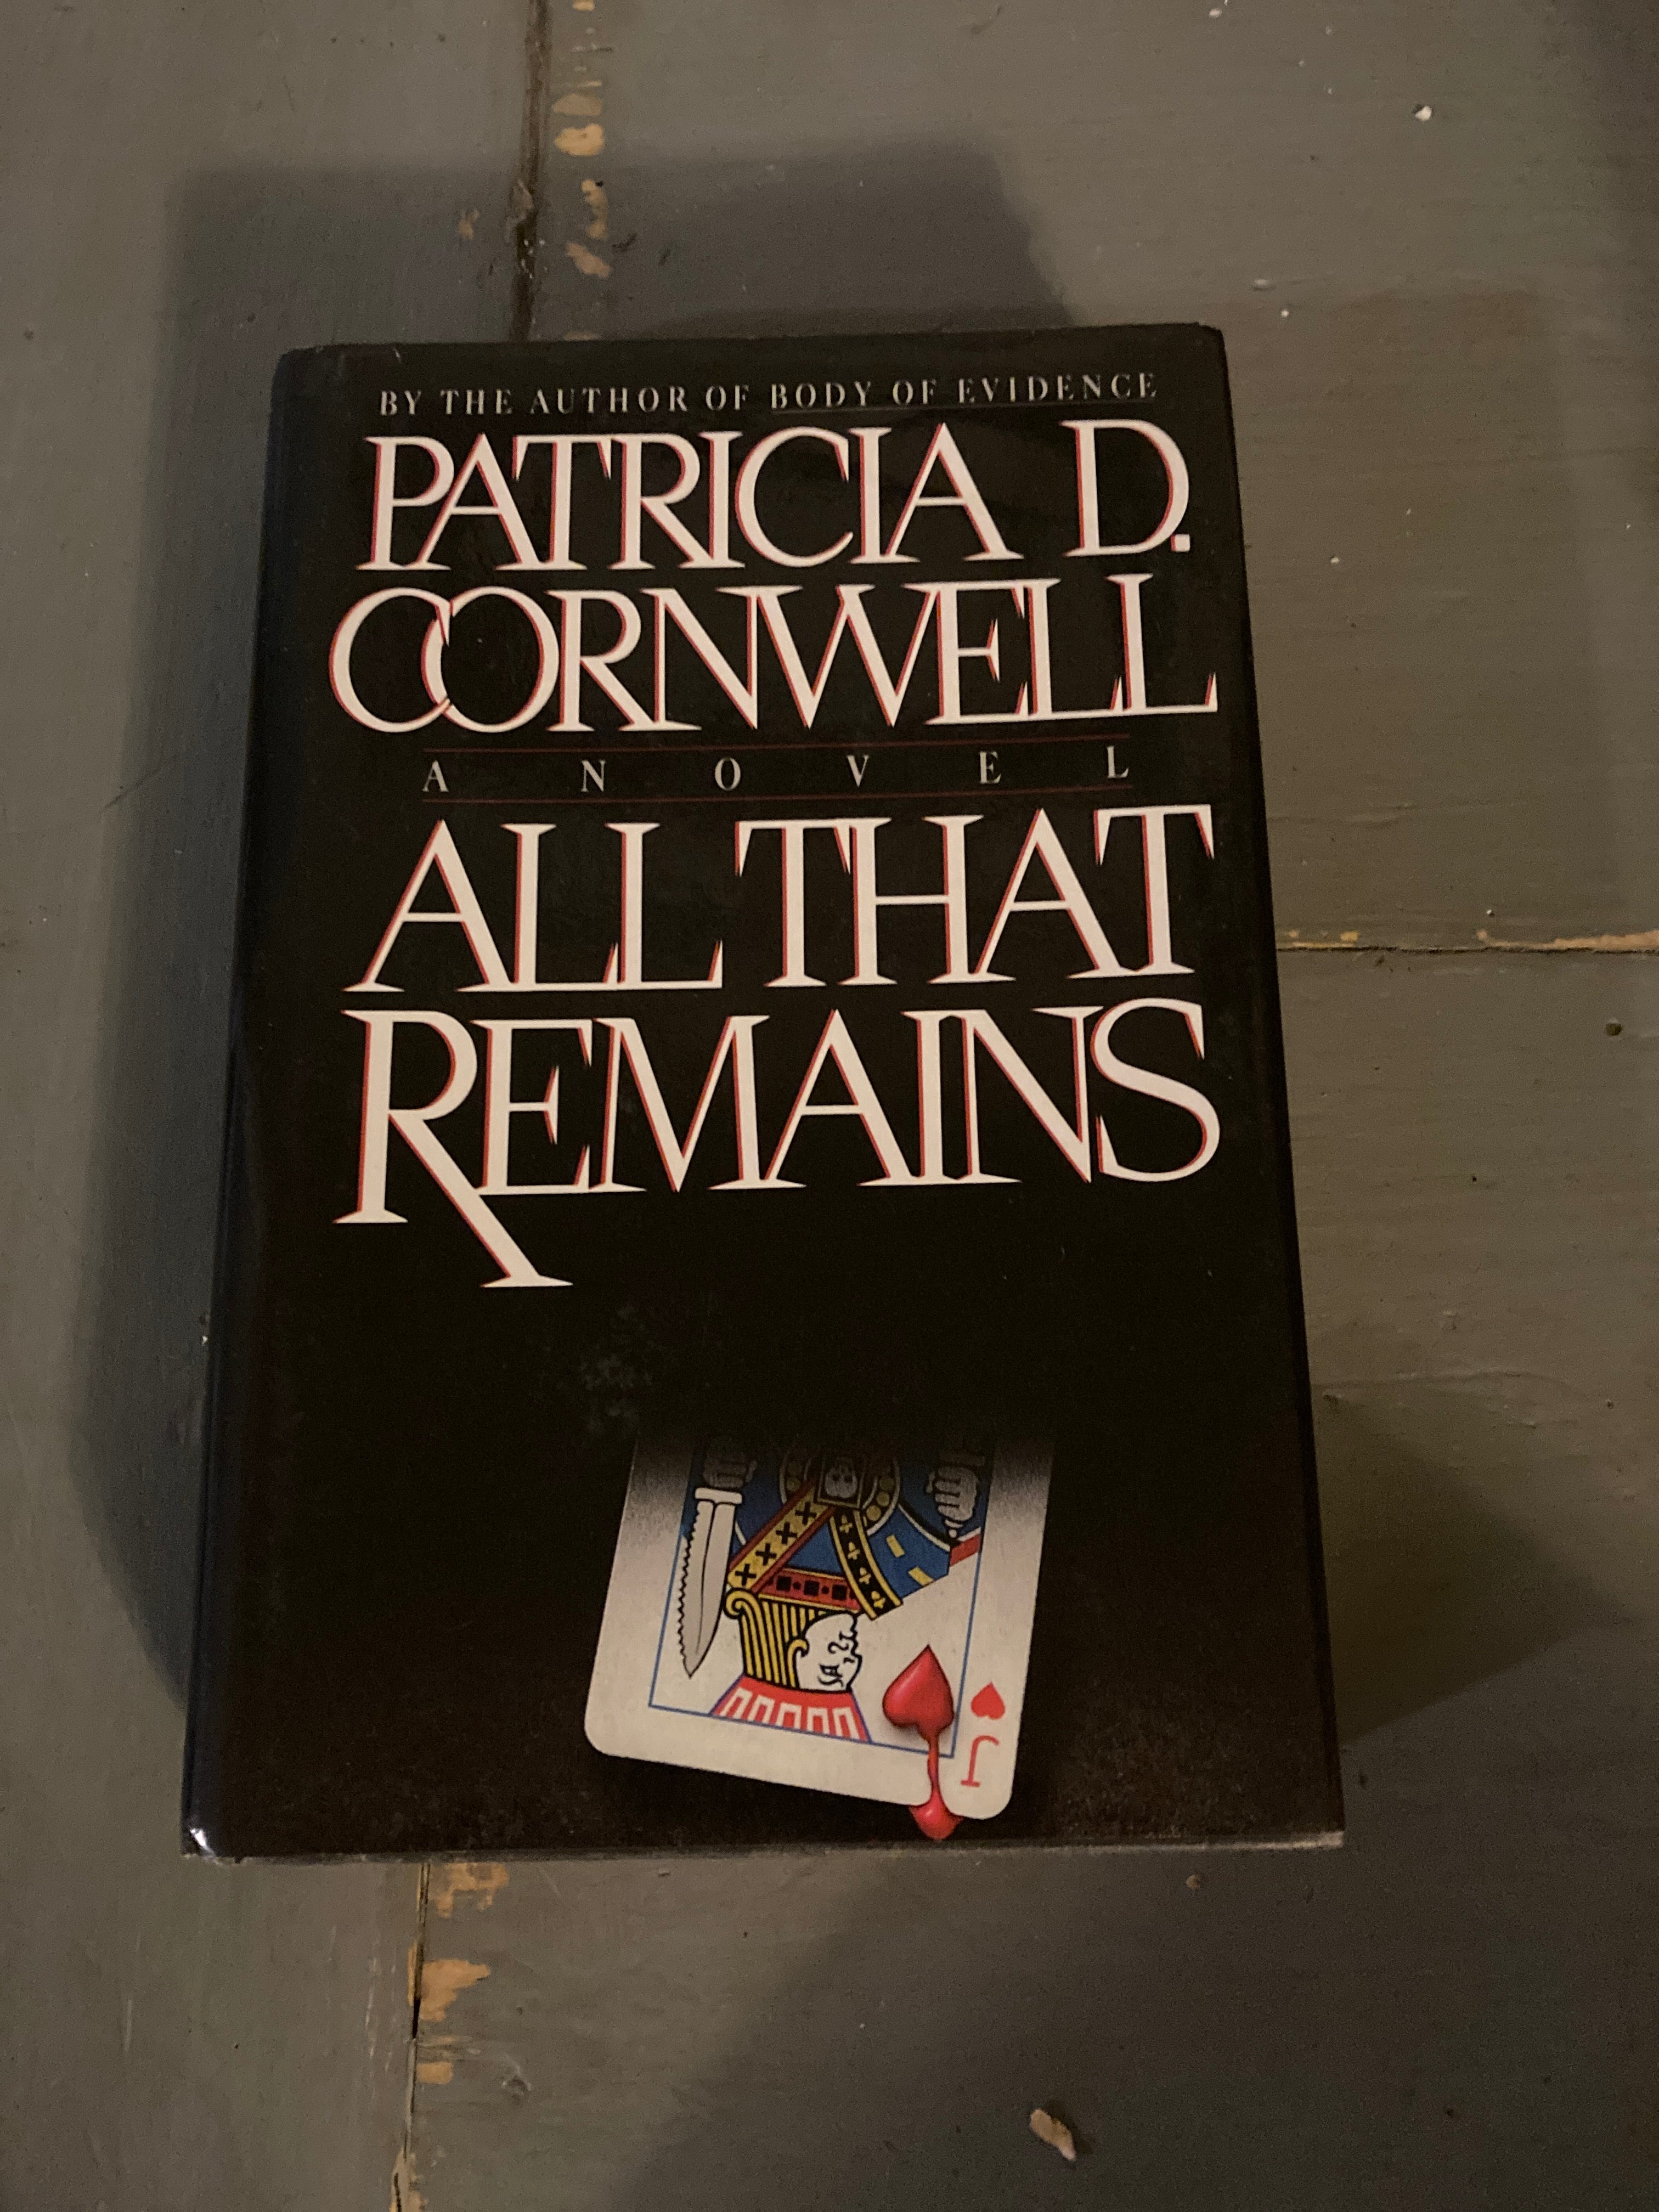 BY THE AUTHOR OF BODY OF EVIDENCE
PATRICIA D.
CORNWELL
A NOVEL
ALL THAT
REMAINS
J